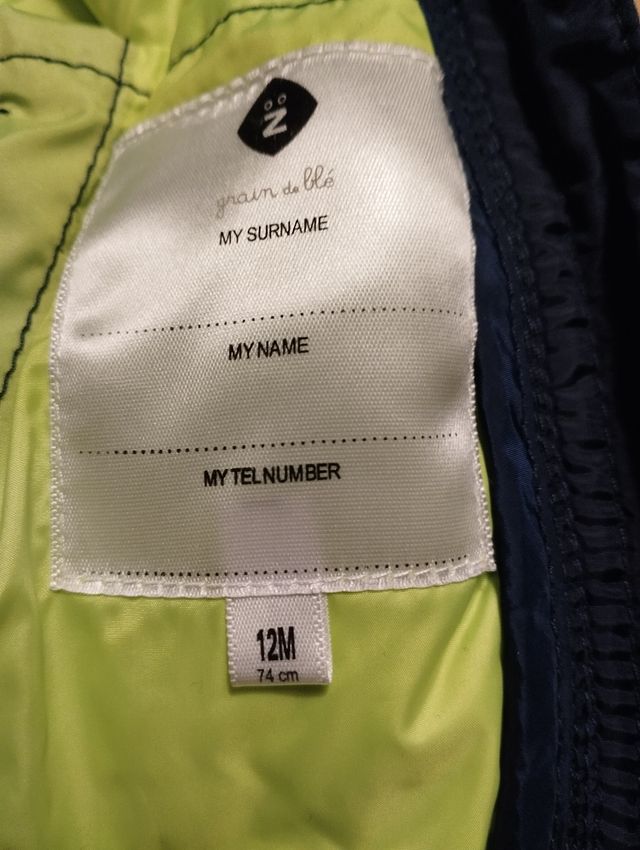 Z
grain de blé
MY SURNAME
MY NAME
MY TEL NUMBER
12M
74 cm